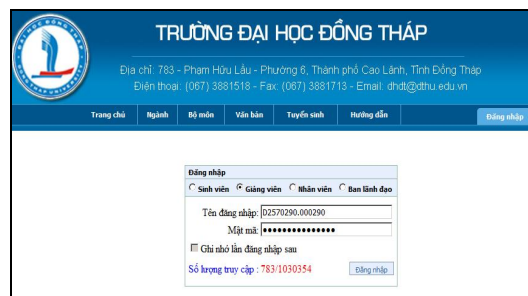 TRƯỜNG ĐẠI HỌC ĐỒNG THÁP
Địa chỉ: 783 - Phạm Hữu Lầu - Phường 6, Thành phố Cao Lãnh, Tỉnh Đồng Tháp
Điện thoại: (067) 3881518 - Fax: (067) 3881713 - Email: dhdt@dthu.edu.vn
Trang chủ Ngành Bộ môn Văn bản Tuyển sinh Hướng dẫn Đăng nhập
Đăng nhập
Sinh viên Giảng viên Nhân viên Ban lãnh đạo
Tên đăng nhập: D2570290.000290
Mật mã: ●●●●●●●●●●●●●●●
Ghi nhớ lần đăng nhập sau
Số lượng truy cập : 783/1030354 Đăng nhập